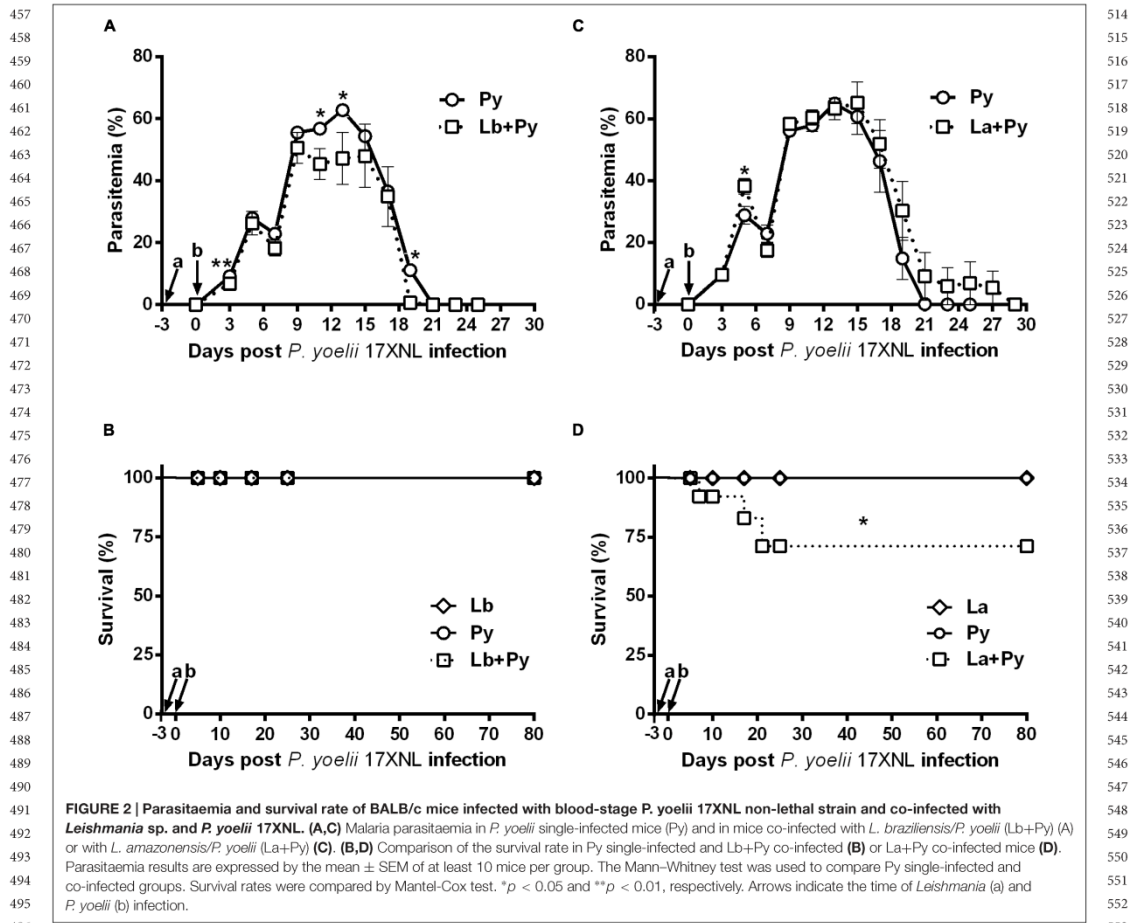 457
458
459
460
461
462
463
464
465
466
467
468
469
470
471
472
473
474
475
476
477
478
479
480
481
482
483
484
485
486
487
488
489
490
491
492
493
494
495
A
80
60
40
20
0
Parasitemia (%)
Py
Lb+Py
*
*
**
*
a
b
-3 0 3 6 9 12 15 18 21 24 27 30
Days post P. yoelii 17XNL infection
C
80
60
40
20
0
Parasitemia (%)
Py
La+Py
*
a
b
-3 0 3 6 9 12 15 18 21 24 27 30
Days post P. yoelii 17XNL infection
B
100
75
50
25
0
Survival (%)
Lb
Py
Lb+Py
a b
-3 0 10 20 30 40 50 60 70 80
Days post P. yoelii 17XNL infection
D
100
75
50
25
0
Survival (%)
*
La
Py
La+Py
a b
-3 0 10 20 30 40 50 60 70 80
Days post P. yoelii 17XNL infection
FIGURE 2 | Parasitaemia and survival rate of BALB/c mice infected with blood-stage P. yoelii 17XNL non-lethal strain and co-infected with
Leishmania sp. and P. yoelii 17XNL. (A,C) Malaria parasitaemia in P. yoelii single-infected mice (Py) and in mice co-infected with L. braziliensis/P. yoelii (Lb+Py) (A)
or with L. amazonensis/P. yoelii (La+Py) (C). (B,D) Comparison of the survival rate in Py single-infected and Lb+Py co-infected (B) or La+Py co-infected mice (D).
Parasitaemia results are expressed by the mean ± SEM of at least 10 mice per group. The Mann–Whitney test was used to compare Py single-infected and
co-infected groups. Survival rates were compared by Mantel-Cox test. *p < 0.05 and **p < 0.01, respectively. Arrows indicate the time of Leishmania (a) and
P. yoelii (b) infection.
514
515
516
517
518
519
520
521
522
523
524
525
526
527
528
529
530
531
532
533
534
535
536
537
538
539
540
541
542
543
544
545
546
547
548
549
550
551
552